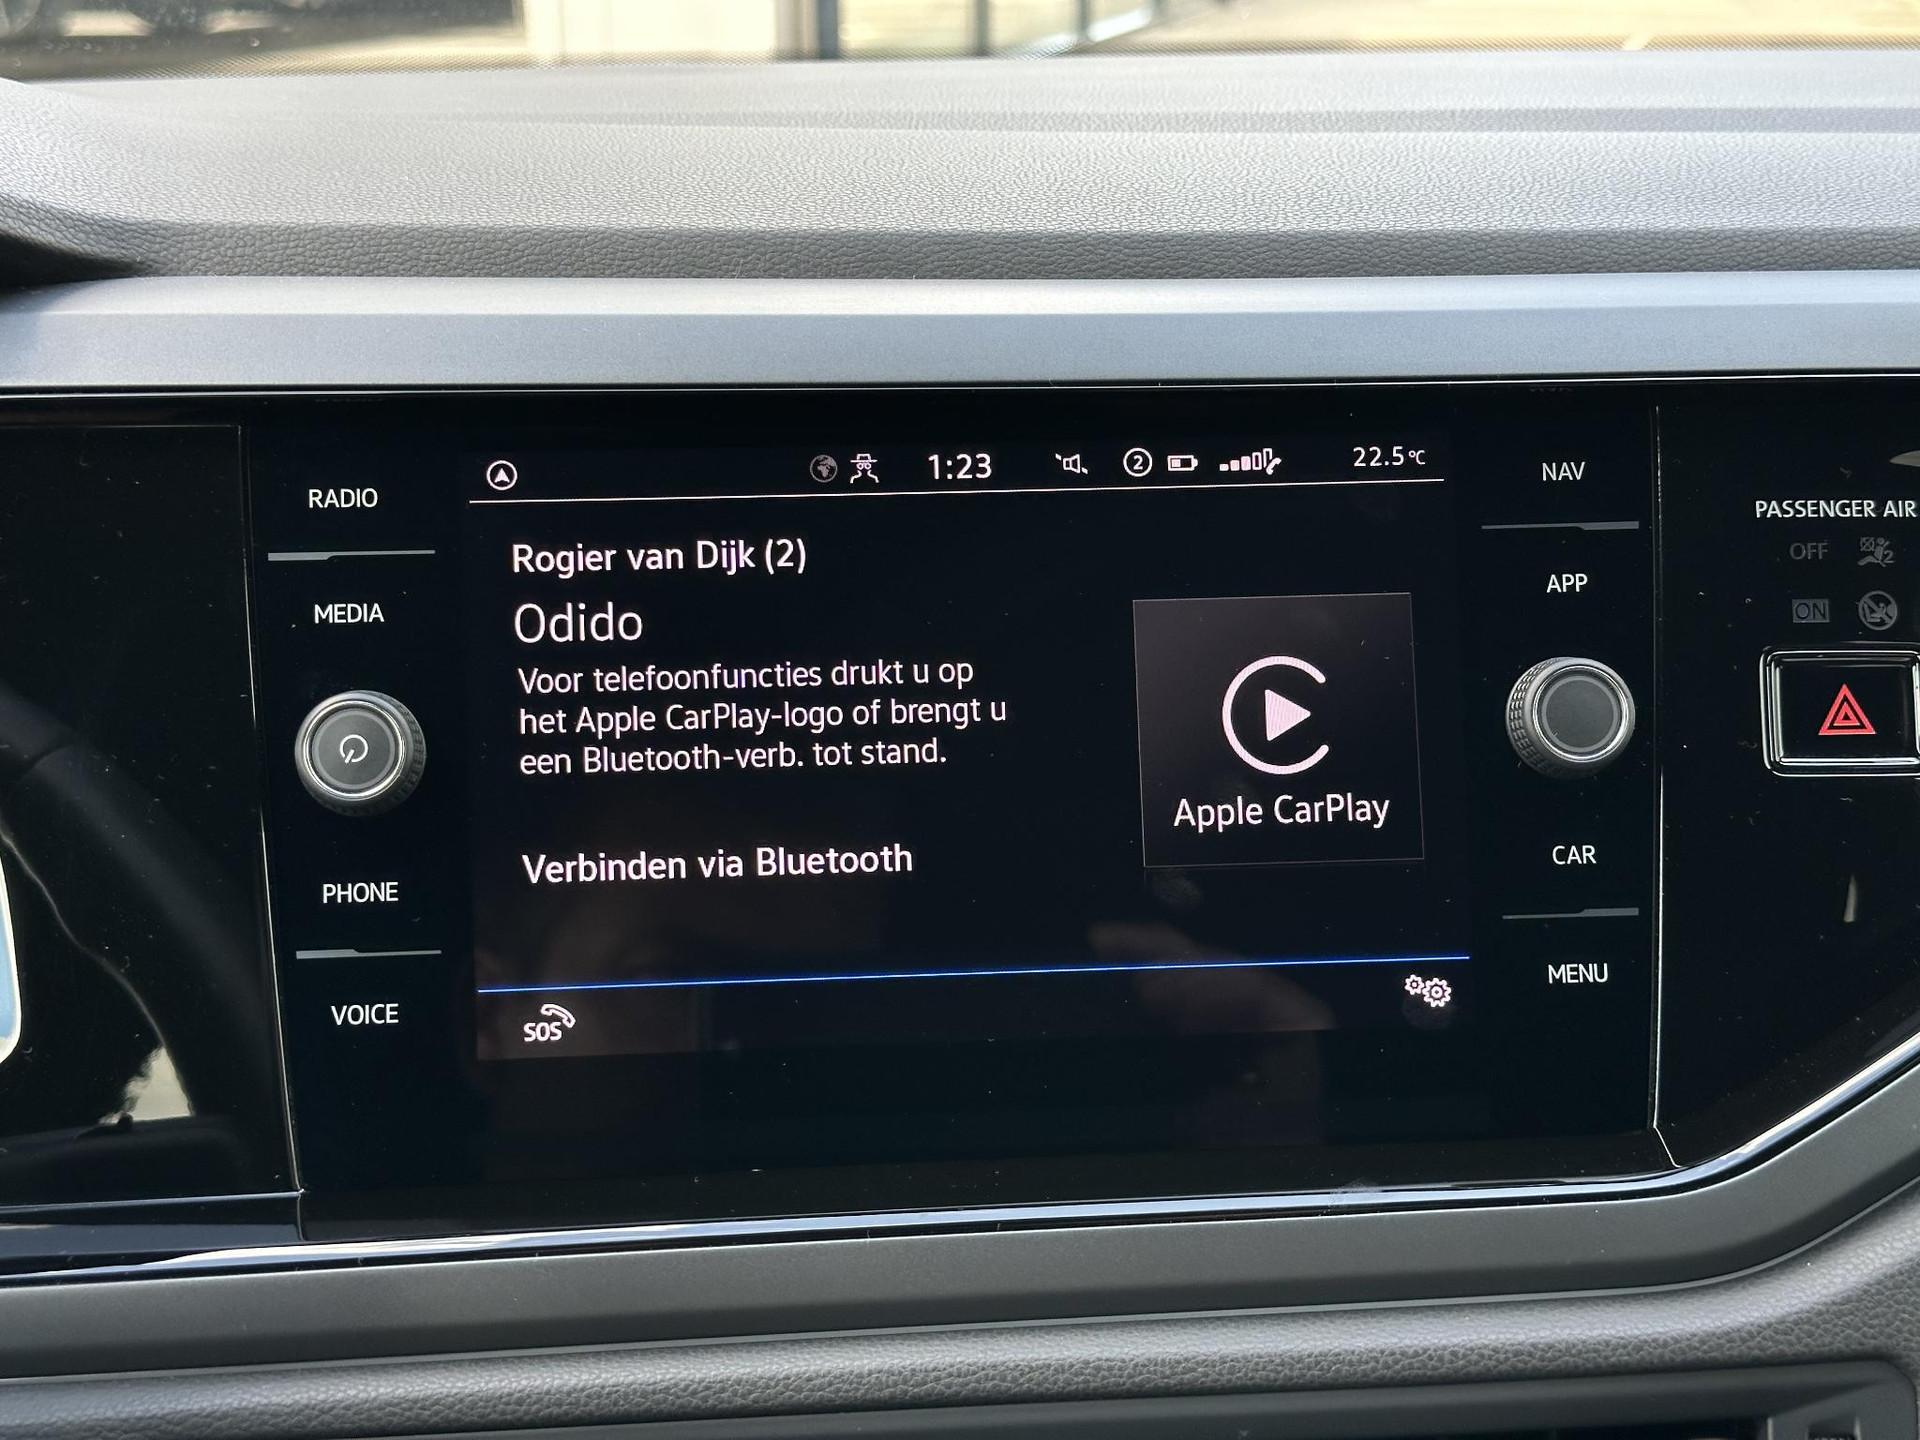 1:23
2
22.5°C
RADIO
MEDIA
PHONE
VOICE
Rogier van Dijk (2)
Odido
Voor telefoonfuncties drukt u op
het Apple CarPlay-logo of brengt u
een Bluetooth-verb. tot stand.
Verbinden via Bluetooth
Apple CarPlay
SOS
NAV
APP
CAR
MENU
PASSENGER AIR
OFF
ON